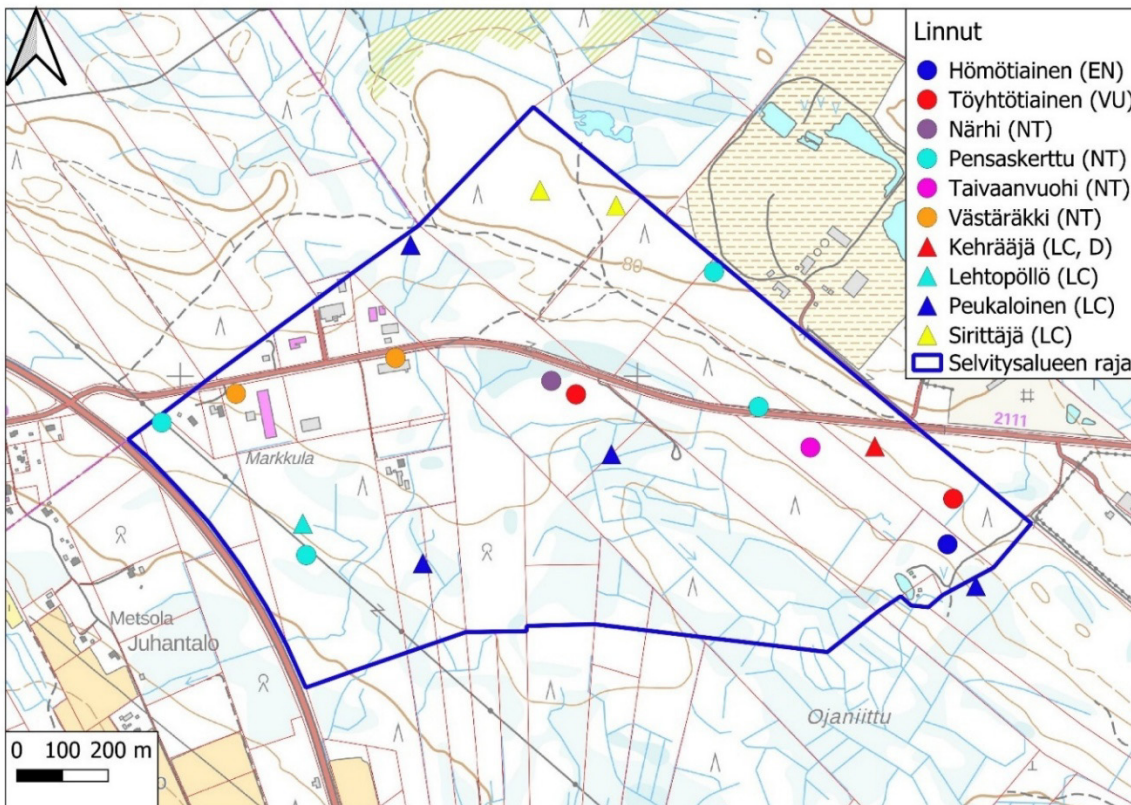 Linnut
Hömötiainen (EN)
Töyhtötiainen (VU)
Närhi (NT)
Pensaskerttu (NT)
Taivaanvuohi (NT)
Västäräkki (NT)
Kehrääjä (LC, D)
Lehtopöllö (LC)
Peukaloinen (LC)
Sirittäjä (LC)
Selvitysalueen raja
80
2111
Markkula
Metsola
Juhantalo
Ojaniittu
0 100 200 m